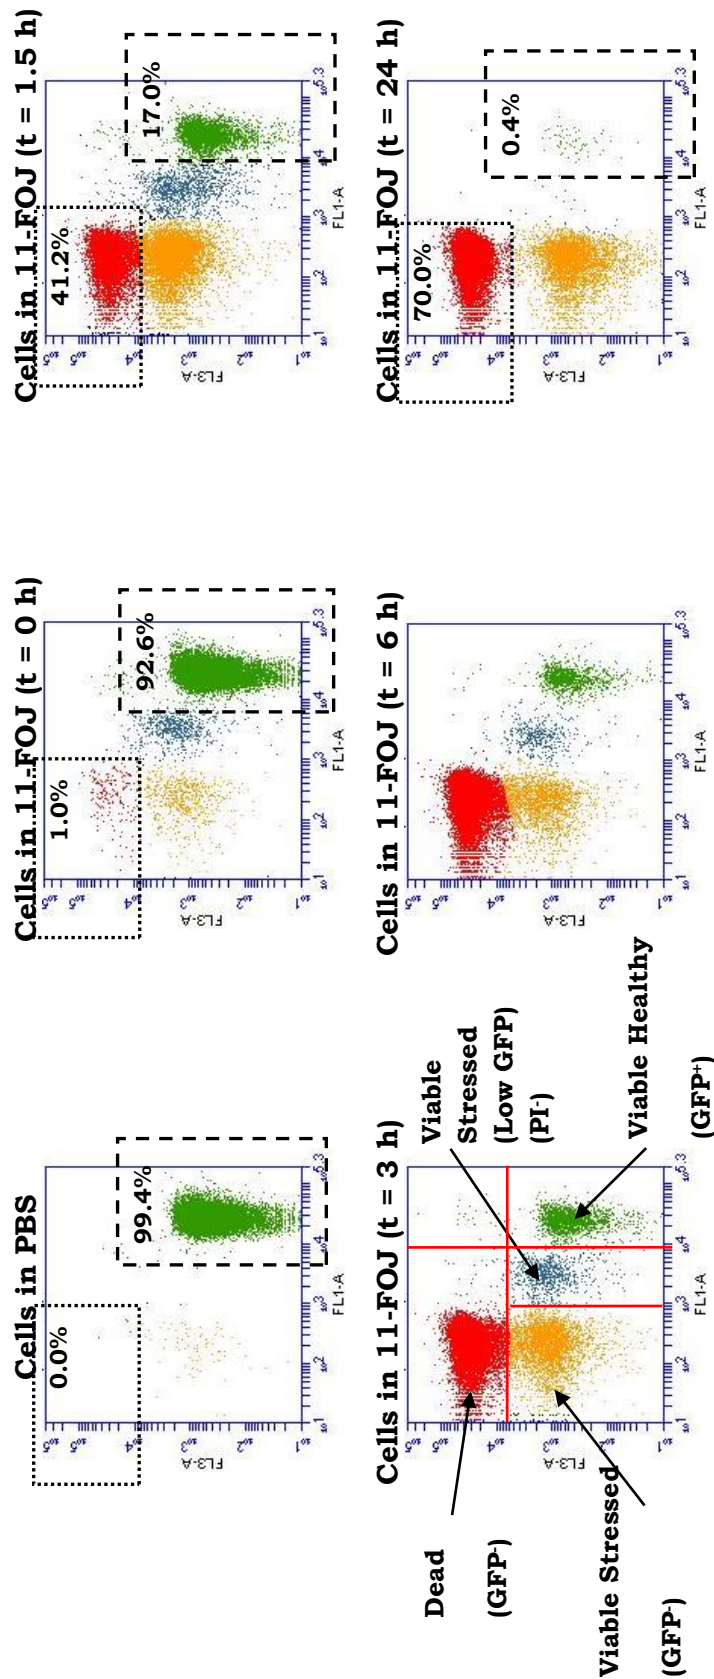 Cells in PBS
0.0%
99.4%
FL3-A
FL1-A
Cells in 11-FOJ (t = 0 h)
1.0%
92.6%
FL3-A
FL1-A
Cells in 11-FOJ (t = 1.5 h)
41.2%
17.0%
FL3-A
FL1-A
Cells in 11-FOJ (t = 3 h)
FL3-A
FL1-A
Dead
(GFP-)
Viable Stressed
(GFP-)
Viable
Stressed
(Low GFP)
(PI-)
Viable Healthy
(GFP+)
Cells in 11-FOJ (t = 6 h)
FL3-A
FL1-A
Cells in 11-FOJ (t = 24 h)
70.0%
0.4%
FL3-A
FL1-A